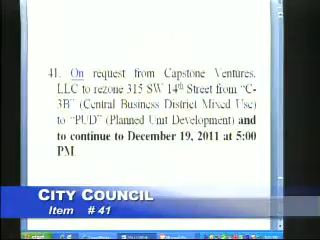 41. On request from Capstone Ventures,
LLC to rezone 315 SW 14th Street from "C-
3B" (Central Business District Mixed Use)
to "PUD" (Planned Unit Development) and
to continue to December 19, 2011 at 5:00
PM.
CITY COUNCIL
Item # 41
start